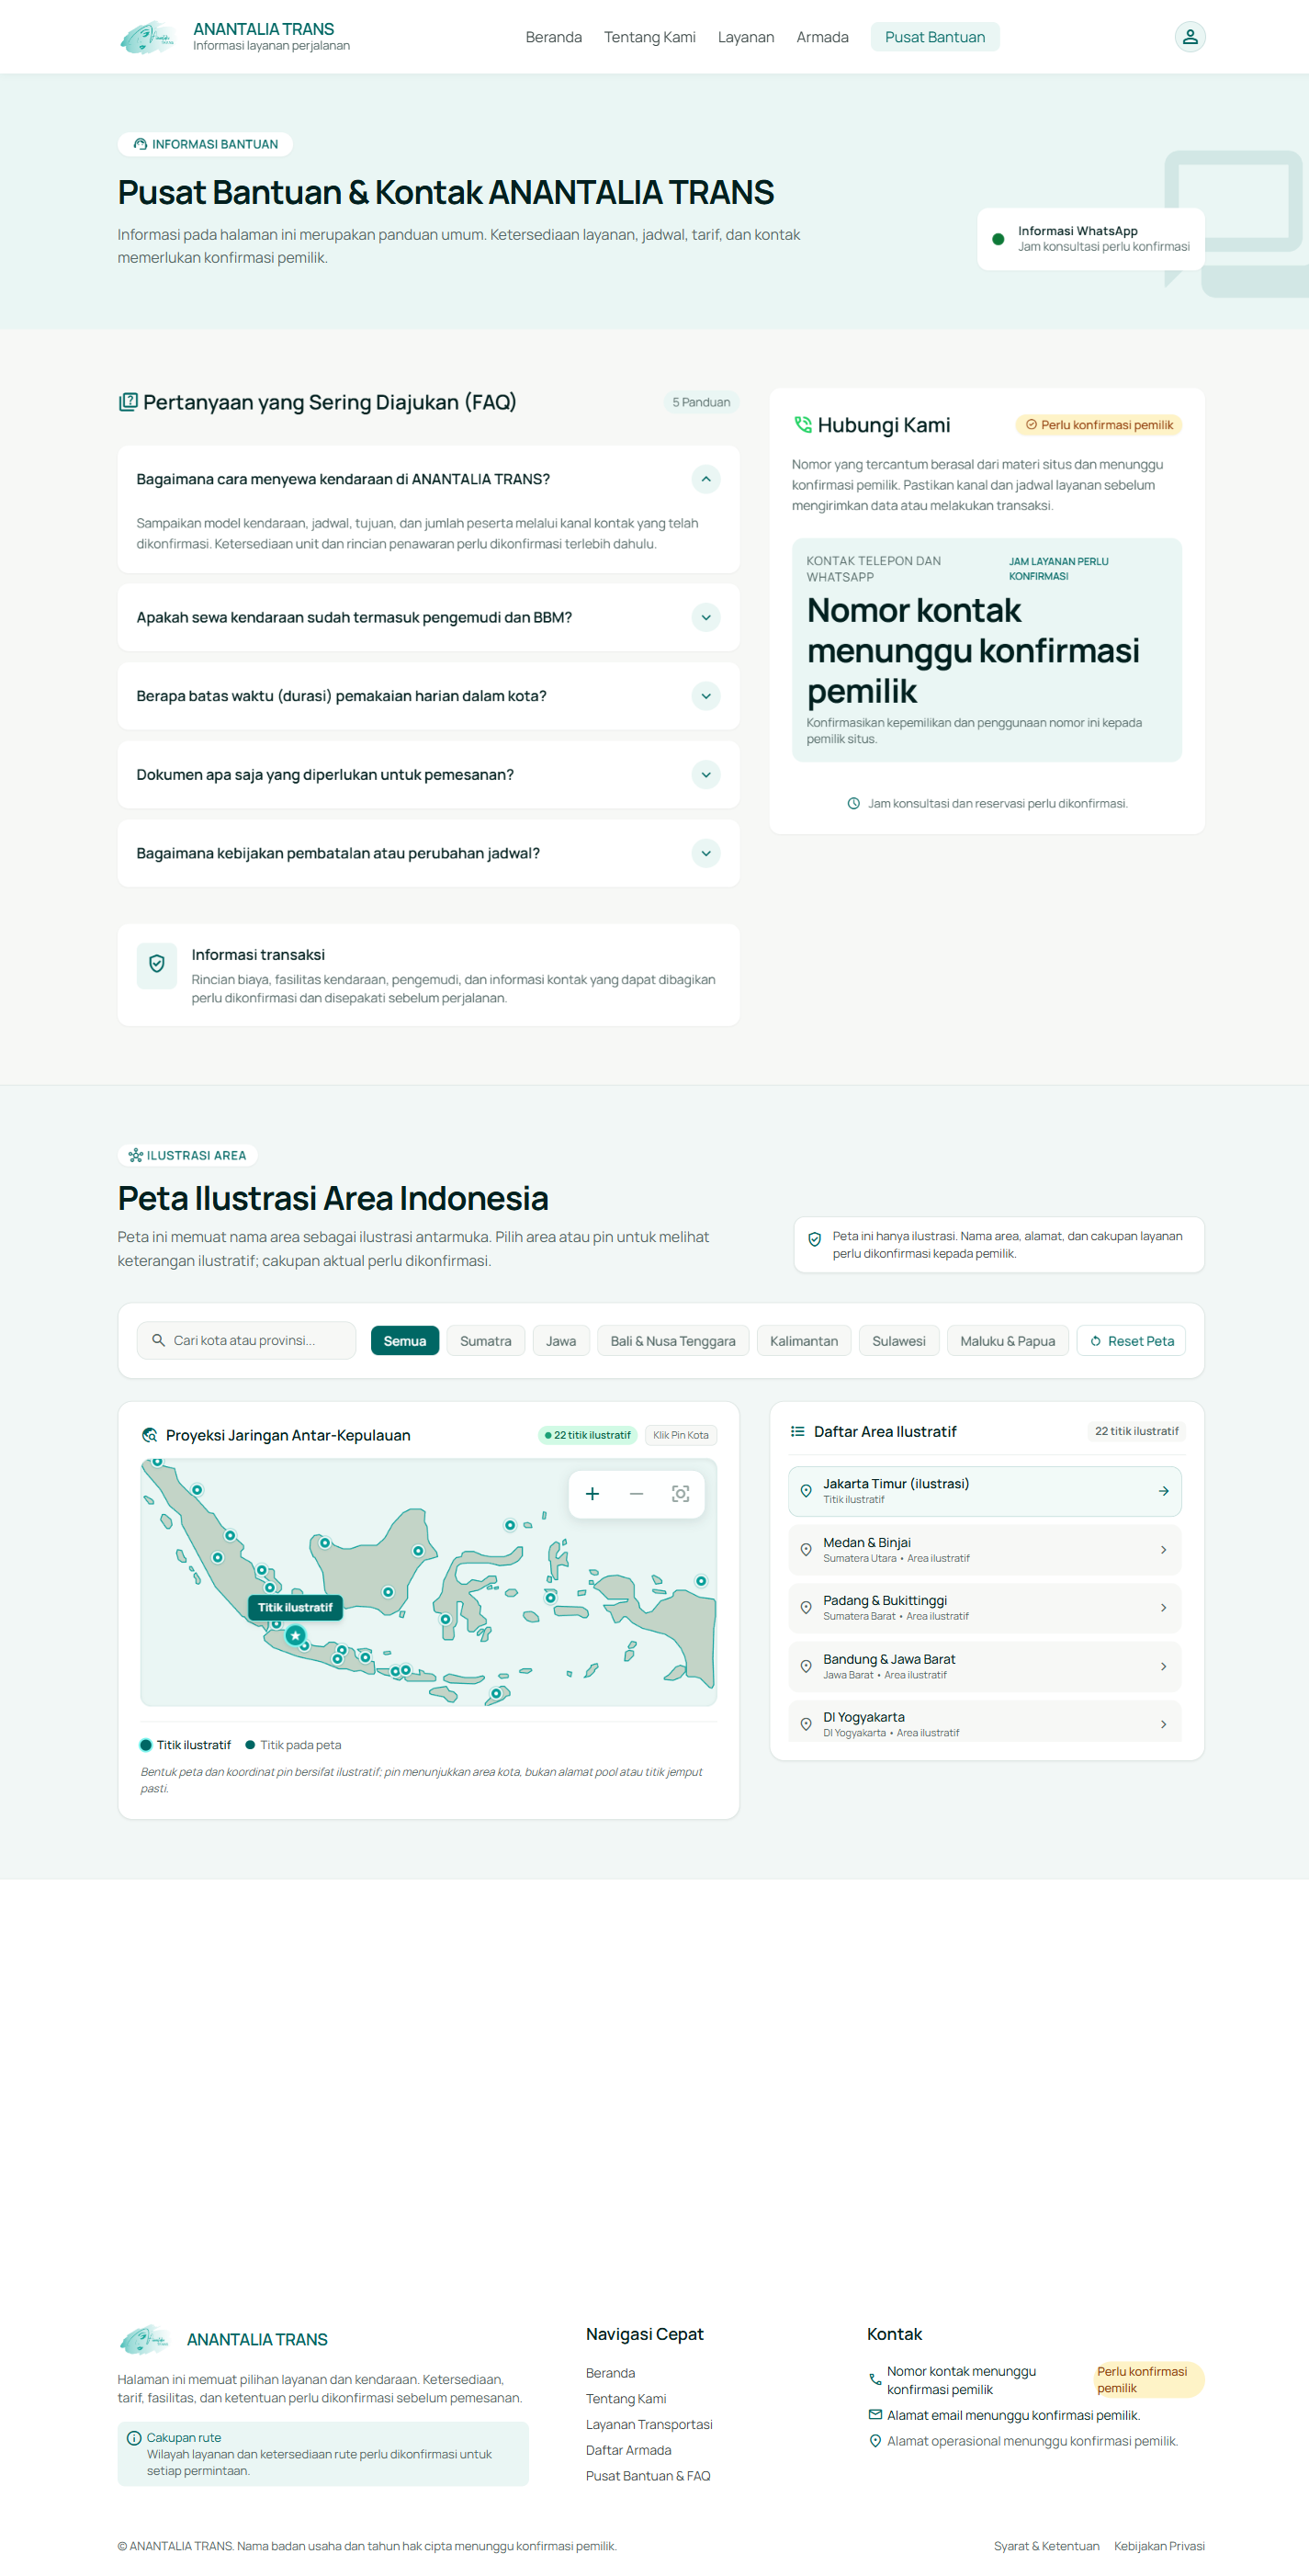 ANANTALIA TRANS
Informasi layanan perjalanan
Beranda
Tentang Kami
Layanan
Armada
Pusat Bantuan
INFORMASI BANTUAN
Pusat Bantuan & Kontak ANANTALIA TRANS
Informasi pada halaman ini merupakan panduan umum. Ketersediaan layanan, jadwal, tarif, dan kontak
memerlukan konfirmasi pemilik.
Informasi WhatsApp
Jam konsultasi perlu konfirmasi
Pertanyaan yang Sering Diajukan (FAQ)
5 Panduan
Bagaimana cara menyewa kendaraan di ANANTALIA TRANS?
Sampaikan model kendaraan, jadwal, tujuan, dan jumlah peserta melalui kanal kontak yang telah
dikonfirmasi. Ketersediaan unit dan rincian penawaran perlu dikonfirmasi terlebih dahulu.
Apakah sewa kendaraan sudah termasuk pengemudi dan BBM?
Berapa batas waktu (durasi) pemakaian harian dalam kota?
Dokumen apa saja yang diperlukan untuk pemesanan?
Bagaimana kebijakan pembatalan atau perubahan jadwal?
Informasi transaksi
Rincian biaya, fasilitas kendaraan, pengemudi, dan informasi kontak yang dapat dibagikan
perlu dikonfirmasi dan disepakati sebelum perjalanan.
Hubungi Kami
Perlu konfirmasi pemilik
Nomor yang tercantum berasal dari materi situs dan menunggu
konfirmasi pemilik. Pastikan kanal dan jadwal layanan sebelum
mengirimkan data atau melakukan transaksi.
KONTAK TELEPON DAN
WHATSAPP
JAM LAYANAN PERLU
KONFIRMASI
Nomor kontak
menunggu konfirmasi
pemilik
Konfirmasikan kepemilikan dan penggunaan nomor ini kepada
pemilik situs.
Jam konsultasi dan reservasi perlu dikonfirmasi.
ILUSTRASI AREA
Peta Ilustrasi Area Indonesia
Peta ini memuat nama area sebagai ilustrasi antarmuka. Pilih area atau pin untuk melihat
keterangan ilustratif; cakupan aktual perlu dikonfirmasi.
Peta ini hanya ilustrasi. Nama area, alamat, dan cakupan layanan
perlu dikonfirmasi kepada pemilik.
Cari kota atau provinsi...
Semua
Sumatra
Jawa
Bali & Nusa Tenggara
Kalimantan
Sulawesi
Maluku & Papua
Reset Peta
Proyeksi Jaringan Antar-Kepulauan
22 titik ilustratif
Klik Pin Kota
Titik ilustratif
Titik ilustratif
Titik pada peta
Bentuk peta dan koordinat pin bersifat ilustratif; pin menunjukkan area kota, bukan alamat pool atau titik jemput
pasti.
Daftar Area Ilustratif
22 titik ilustratif
Jakarta Timur (ilustrasi)
Titik ilustratif
Medan & Binjai
Sumatera Utara • Area ilustratif
Padang & Bukittinggi
Sumatera Barat • Area ilustratif
Bandung & Jawa Barat
Jawa Barat • Area ilustratif
DI Yogyakarta
DI Yogyakarta • Area ilustratif
ANANTALIA TRANS
Halaman ini memuat pilihan layanan dan kendaraan. Ketersediaan,
tarif, fasilitas, dan ketentuan perlu dikonfirmasi sebelum pemesanan.
Cakupan rute
Wilayah layanan dan ketersediaan rute perlu dikonfirmasi untuk
setiap permintaan.
Navigasi Cepat
Beranda
Tentang Kami
Layanan Transportasi
Daftar Armada
Pusat Bantuan & FAQ
Kontak
Nomor kontak menunggu
konfirmasi pemilik
Perlu konfirmasi
pemilik
Alamat email menunggu konfirmasi pemilik.
Alamat operasional menunggu konfirmasi pemilik.
© ANANTALIA TRANS. Nama badan usaha dan tahun hak cipta menunggu konfirmasi pemilik.
Syarat & Ketentuan
Kebijakan Privasi